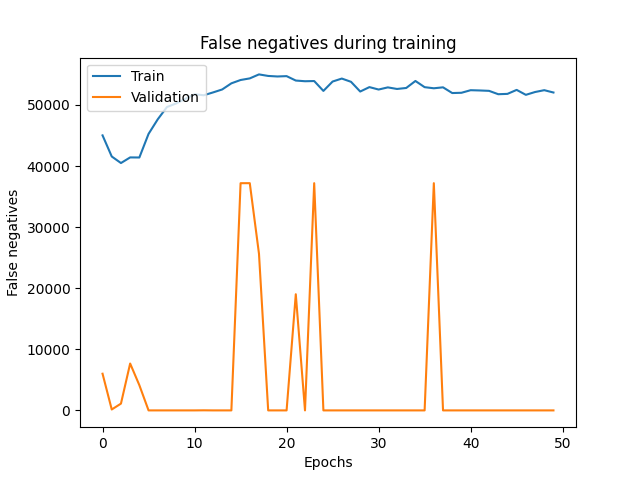 False negatives during training
Train
Validation
False negatives
50000
40000
30000
20000
10000
0
0 10 20 30 40 50
Epochs